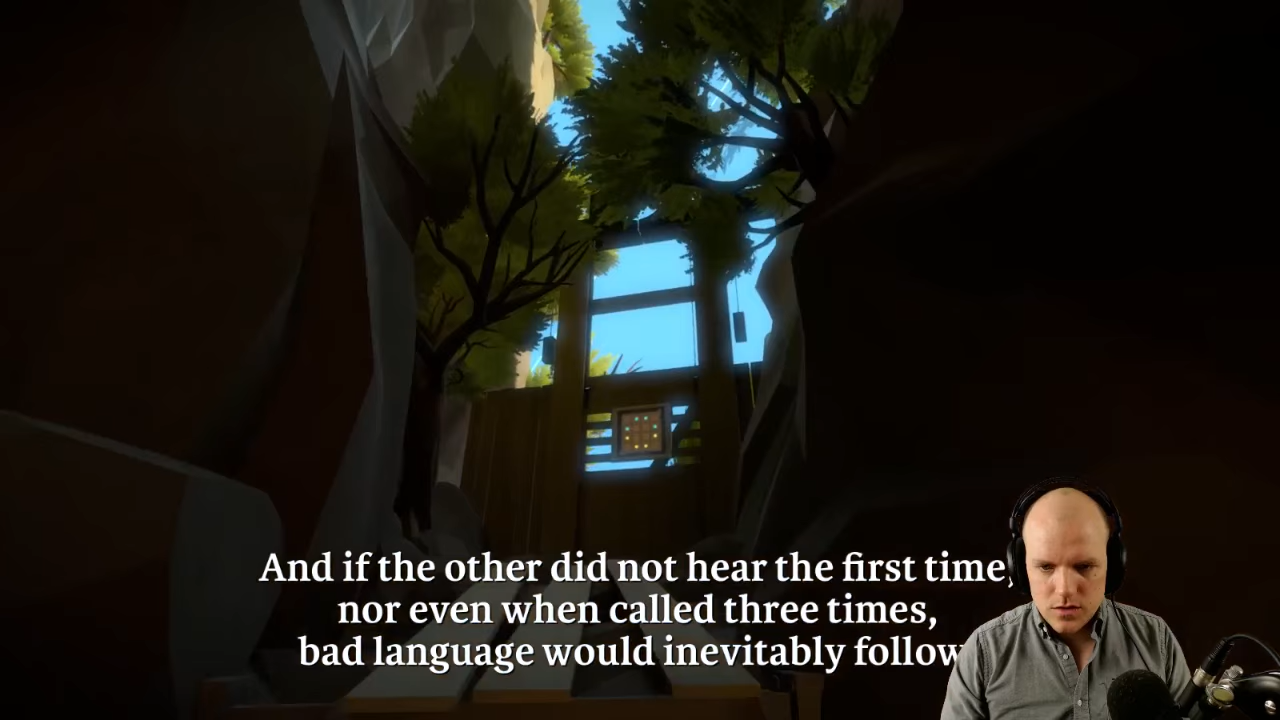 And if the other did not hear the first time,
nor even when called three times,
bad language would inevitably follow